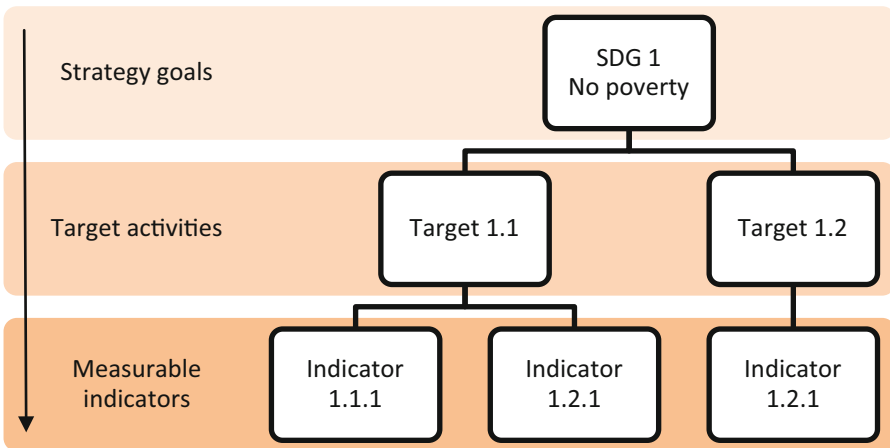 Strategy goals
SDG 1
No poverty
Target activities
Target 1.1
Target 1.2
Measurable
indicators
Indicator
1.1.1
Indicator
1.2.1
Indicator
1.2.1